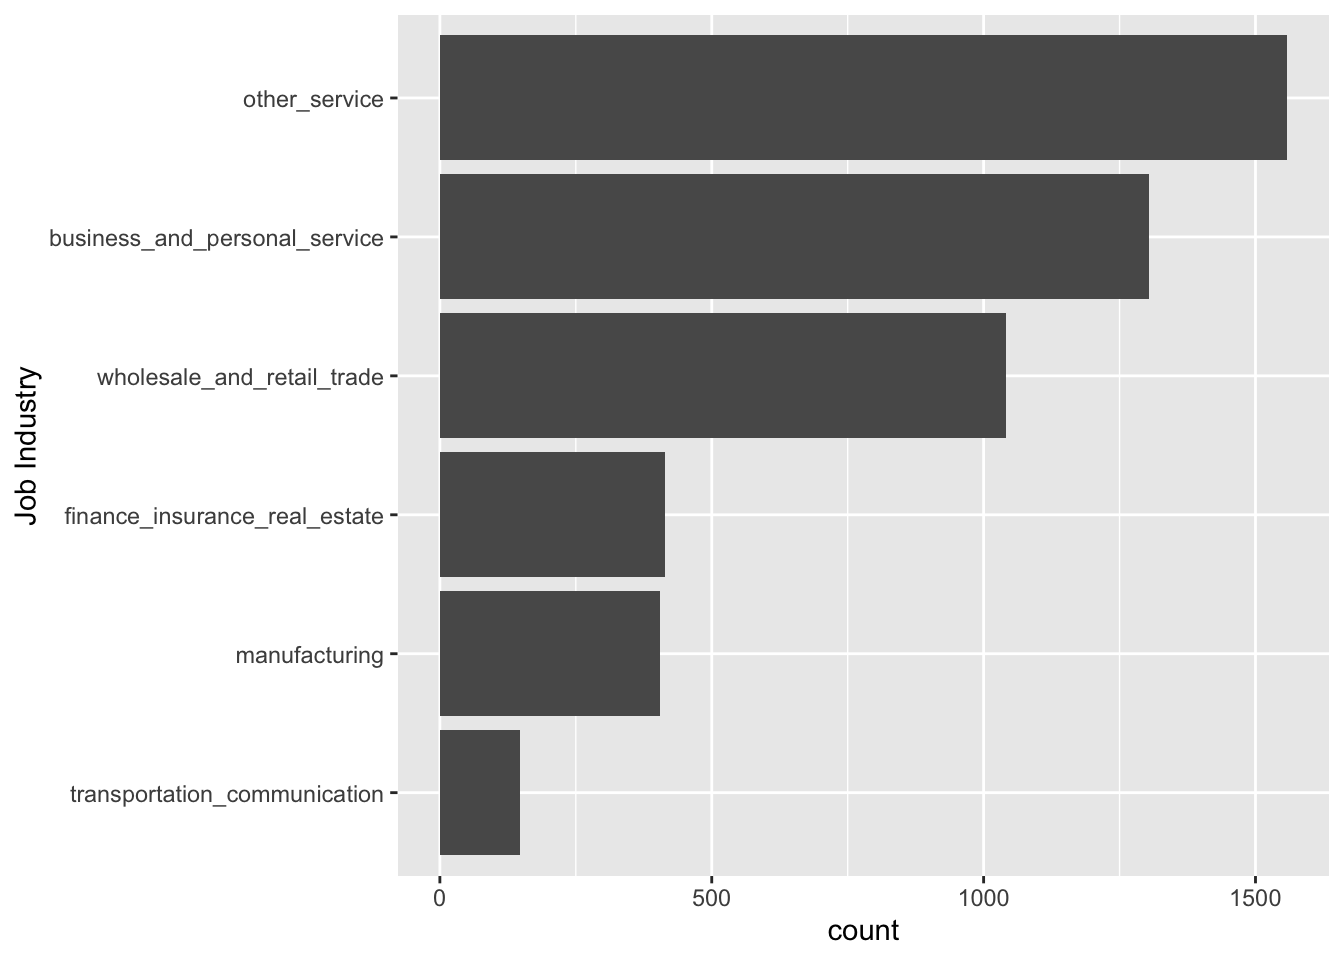 other_service
business_and_personal_service
wholesale_and_retail_trade
finance_insurance_real_estate
manufacturing
transportation_communication
Job Industry
0 500 1000 1500
count